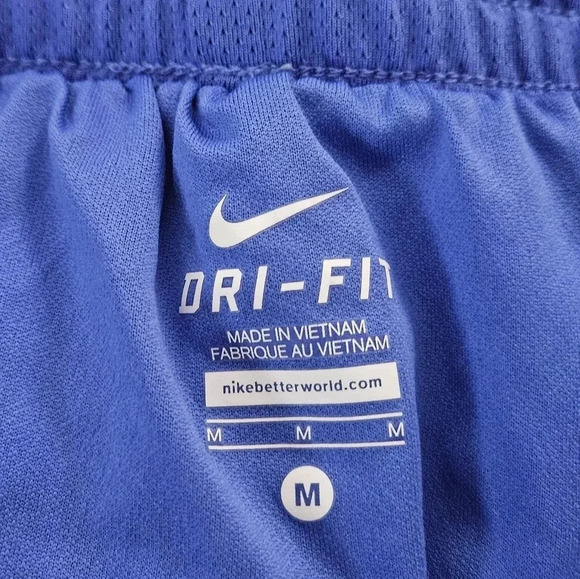 DRI-FIT
MADE IN VIETNAM
FABRIQUE AU VIETNAM
nikebetterworld.com
M M M
M